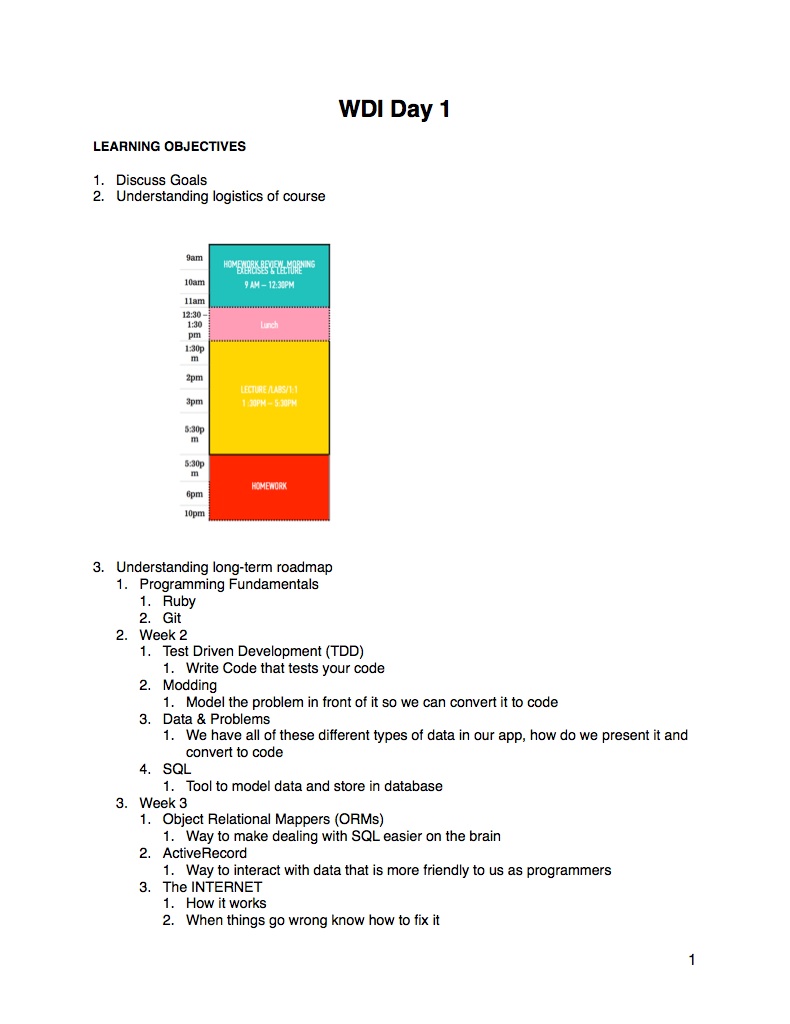 WDI Day 1
LEARNING OBJECTIVES
1. Discuss Goals
2. Understanding logistics of course
9am
10am
11am
12:30 –
1:30
pm
1:30p
m
2pm
3pm
5:30p
m
5:30p
m
6pm
10pm
HOMEWORK REVIEW, MORNING
EXERCISES & LECTURE
9 AM – 12:30PM
Lunch
LECTURE /LABS/1:1
1 :30PM – 5:30PM
HOMEWORK
3. Understanding long-term roadmap
1. Programming Fundamentals
1. Ruby
2. Git
2. Week 2
1. Test Driven Development (TDD)
1. Write Code that tests your code
2. Modding
1. Model the problem in front of it so we can convert it to code
3. Data & Problems
1. We have all of these different types of data in our app, how do we present it and
convert to code
4. SQL
1. Tool to model data and store in database
3. Week 3
1. Object Relational Mappers (ORMs)
1. Way to make dealing with SQL easier on the brain
2. ActiveRecord
1. Way to interact with data that is more friendly to us as programmers
3. The INTERNET
1. How it works
2. When things go wrong know how to fix it
1